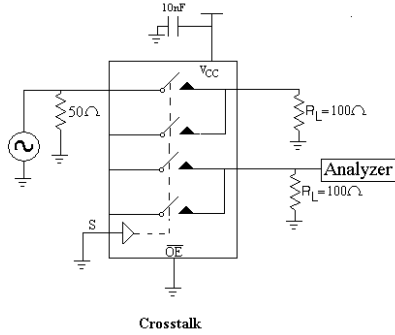 10nF
VCC
50Ω
RL=100Ω
Analyzer
RL=100Ω
S
OE
Crosstalk